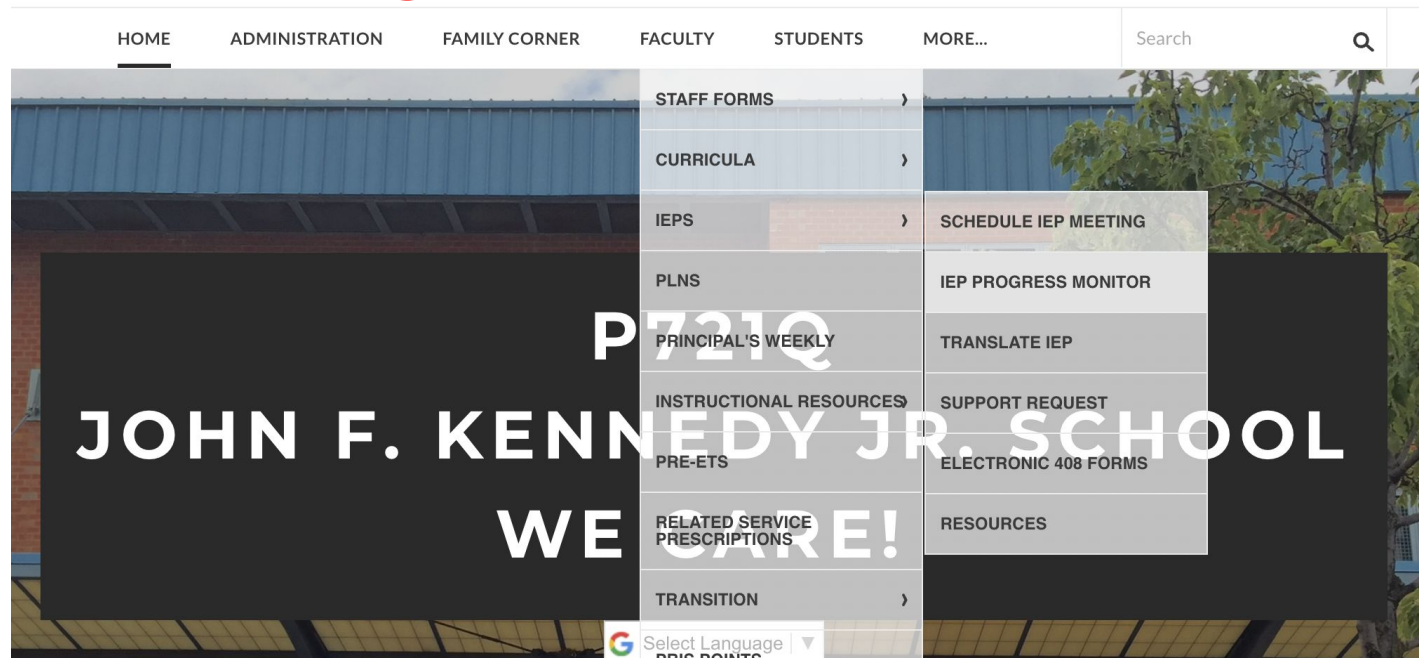 HOME
ADMINISTRATION
FAMILY CORNER
FACULTY
STUDENTS
MORE...
Search
STAFF FORMS
CURRICULA
IEPS
PLNS
PRINCIPAL'S WEEKLY
INSTRUCTIONAL RESOURCES
PRE-ETS
RELATED SERVICE
PRESCRIPTIONS
TRANSITION
PBIS POINTS
SCHEDULE IEP MEETING
IEP PROGRESS MONITOR
TRANSLATE IEP
SUPPORT REQUEST
ELECTRONIC 408 FORMS
RESOURCES
P721Q
JOHN F. KENNEDY JR. SCHOOL
WE CARE!
Select Language